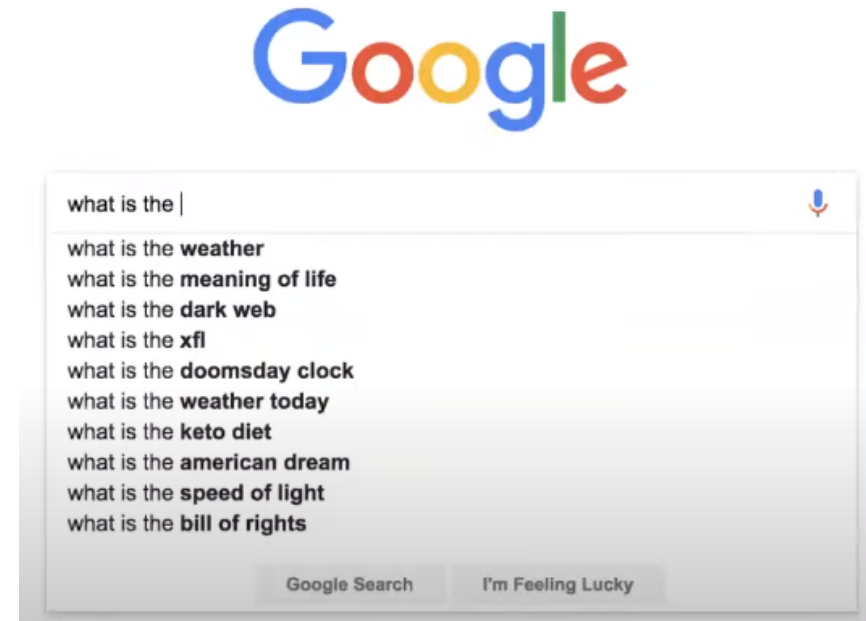 Google
what is the
what is the weather
what is the meaning of life
what is the dark web
what is the xfl
what is the doomsday clock
what is the weather today
what is the keto diet
what is the american dream
what is the speed of light
what is the bill of rights
Google Search I'm Feeling Lucky